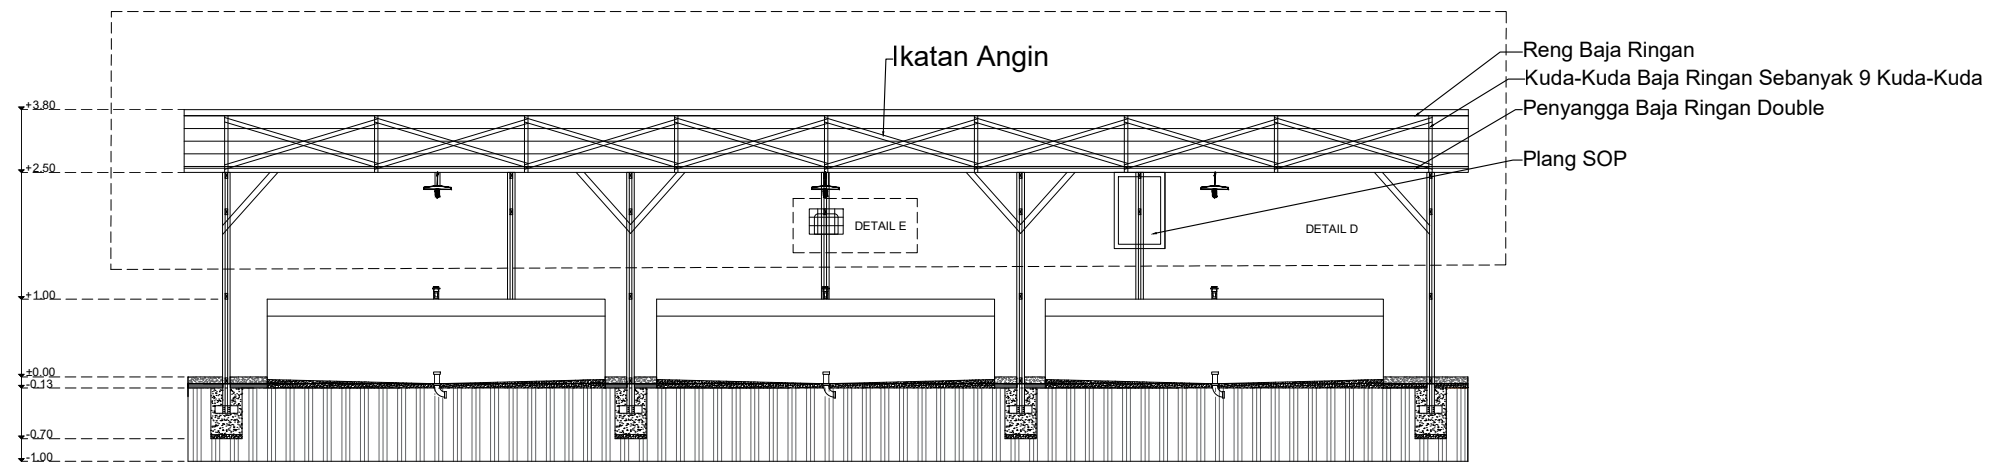 Ikatan Angin
Reng Baja Ringan
Kuda-Kuda Baja Ringan Sebanyak 9 Kuda-Kuda
Penyangga Baja Ringan Double
Plang SOP
+3.80
+2.50
DETAIL E
DETAIL D
+1.00
±0.00
-0.13
-0.70
-1.00